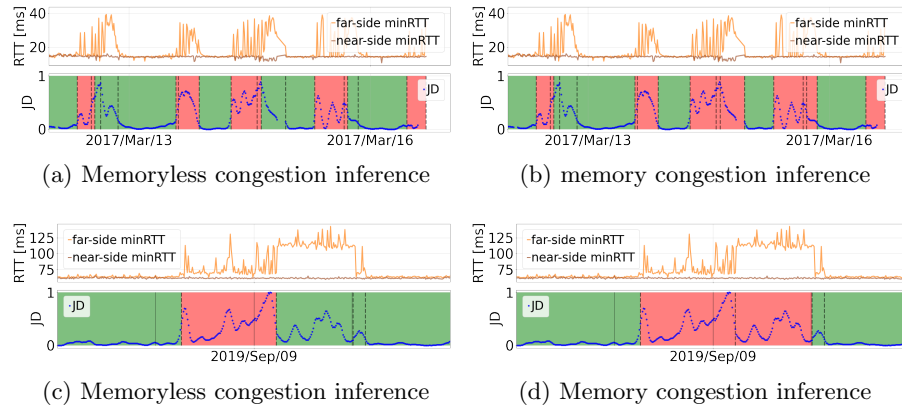 40
20
RTT [ms]
far-side minRTT
near-side minRTT
1
0
JD
JD
2017/Mar/13
2017/Mar/16
(a) Memoryless congestion inference
40
20
RTT [ms]
far-side minRTT
near-side minRTT
1
0
JD
JD
2017/Mar/13
2017/Mar/16
(b) memory congestion inference
125
100
75
RTT [ms]
far-side minRTT
near-side minRTT
1
0
JD
JD
2019/Sep/09
(c) Memoryless congestion inference
125
100
75
RTT [ms]
far-side minRTT
near-side minRTT
1
0
JD
JD
2019/Sep/09
(d) Memory congestion inference